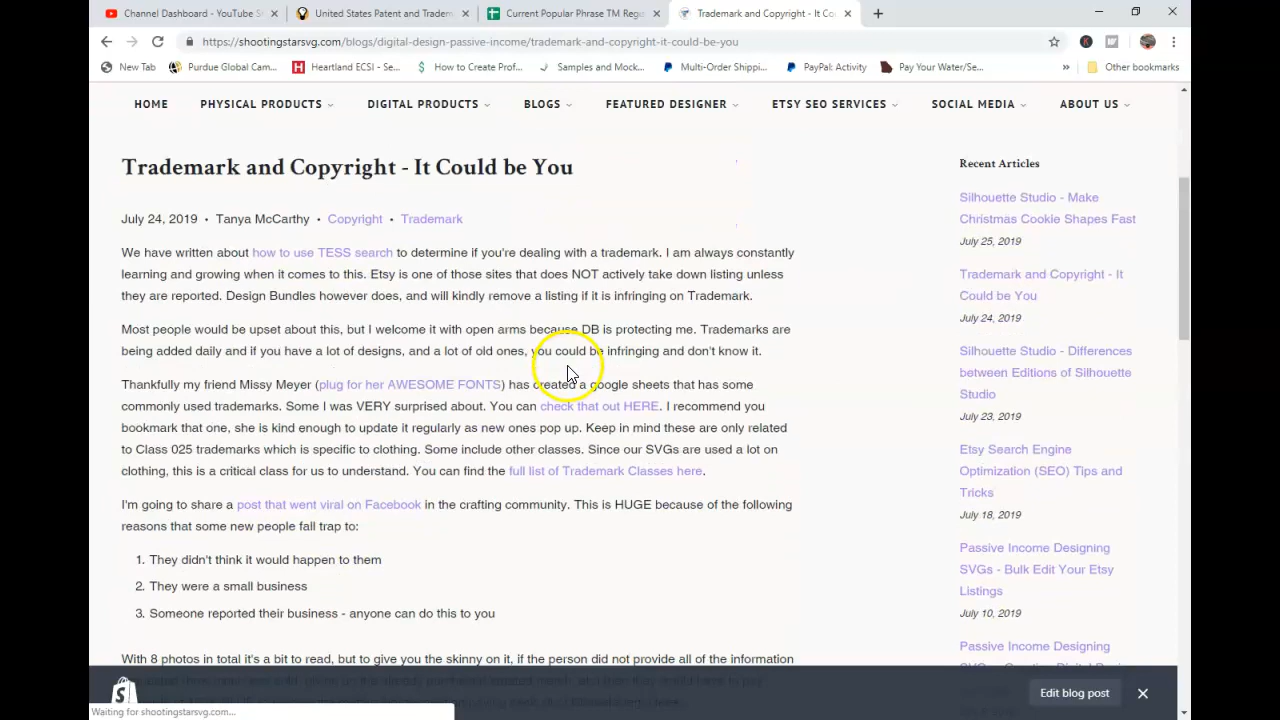 Channel Dashboard - YouTube St
United States Patent and Tradem
Current Popular Phrase TM Regis
Trademark and Copyright - It Cou
https://shootingstarsvg.com/blogs/digital-design-passive-income/trademark-and-copyright-it-could-be-you
New Tab
Purdue Global Cam...
Heartland ECSI - Se...
How to Create Prof...
Samples and Mock...
Multi-Order Shippi...
PayPal: Activity
Pay Your Water/Se...
Other bookmarks
HOME PHYSICAL PRODUCTS DIGITAL PRODUCTS BLOGS FEATURED DESIGNER ETSY SEO SERVICES SOCIAL MEDIA ABOUT US
Trademark and Copyright - It Could be You
July 24, 2019 • Tanya McCarthy • Copyright • Trademark
We have written about how to use TESS search to determine if you're dealing with a trademark. I am always constantly
learning and growing when it comes to this. Etsy is one of those sites that does NOT actively take down listing unless
they are reported. Design Bundles however does, and will kindly remove a listing if it is infringing on Trademark.
Most people would be upset about this, but I welcome it with open arms because DB is protecting me. Trademarks are
being added daily and if you have a lot of designs, and a lot of old ones, you could be infringing and don't know it.
Thankfully my friend Missy Meyer (plug for her AWESOME FONTS) has created a google sheets that has some
commonly used trademarks. Some I was VERY surprised about. You can check that out HERE. I recommend you
bookmark that one, she is kind enough to update it regularly as new ones pop up. Keep in mind these are only related
to Class 025 trademarks which is specific to clothing. Some include other classes. Since our SVGs are used a lot on
clothing, this is a critical class for us to understand. You can find the full list of Trademark Classes here.
I'm going to share a post that went viral on Facebook in the crafting community. This is HUGE because of the following
reasons that some new people fall trap to:
1. They didn't think it would happen to them
2. They were a small business
3. Someone reported their business - anyone can do this to you
With 8 photos in total it's a bit to read, but to give you the skinny on it, if the person did not provide all of the information
Recent Articles
Silhouette Studio - Make
Christmas Cookie Shapes Fast
July 25, 2019
Trademark and Copyright - It
Could be You
July 24, 2019
Silhouette Studio - Differences
between Editions of Silhouette
Studio
July 23, 2019
Etsy Search Engine
Optimization (SEO) Tips and
Tricks
July 18, 2019
Passive Income Designing
SVGs - Bulk Edit Your Etsy
Listings
July 10, 2019
Passive Income Designing
Edit blog post
Waiting for shootingstarsvg.com...